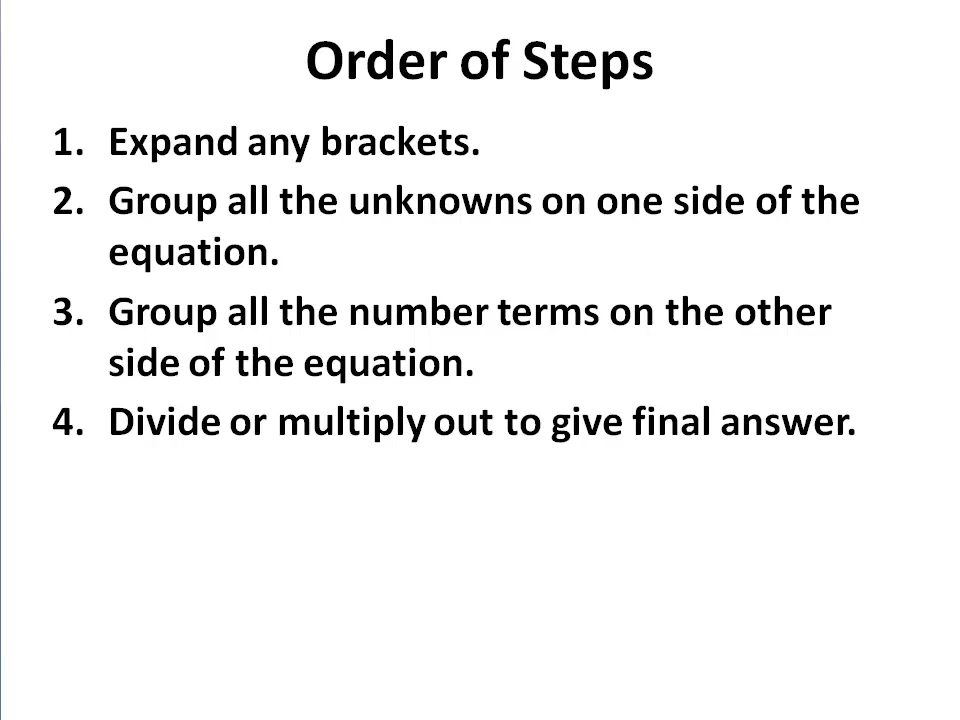 Order of Steps
1. Expand any brackets.
2. Group all the unknowns on one side of the
equation.
3. Group all the number terms on the other
side of the equation.
4. Divide or multiply out to give final answer.